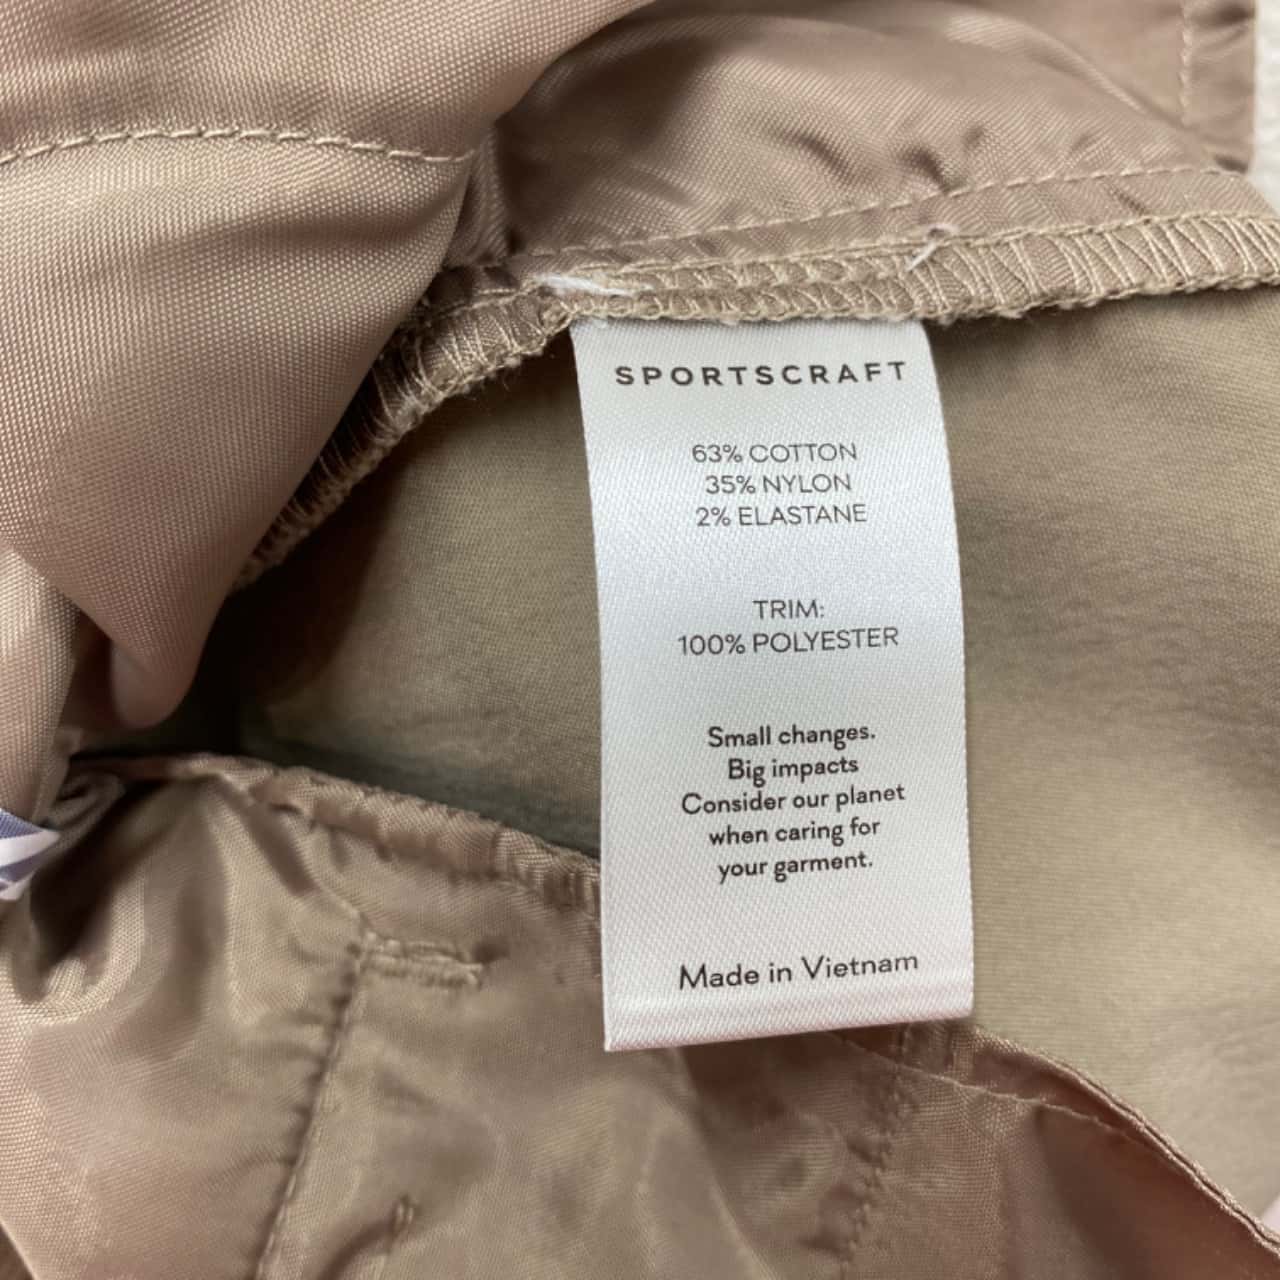 SPORTSCRAFT
63% COTTON
35% NYLON
2% ELASTANE
TRIM:
100% POLYESTER
Small changes.
Big impacts
Consider our planet
when caring for
your garment.
Made in Vietnam